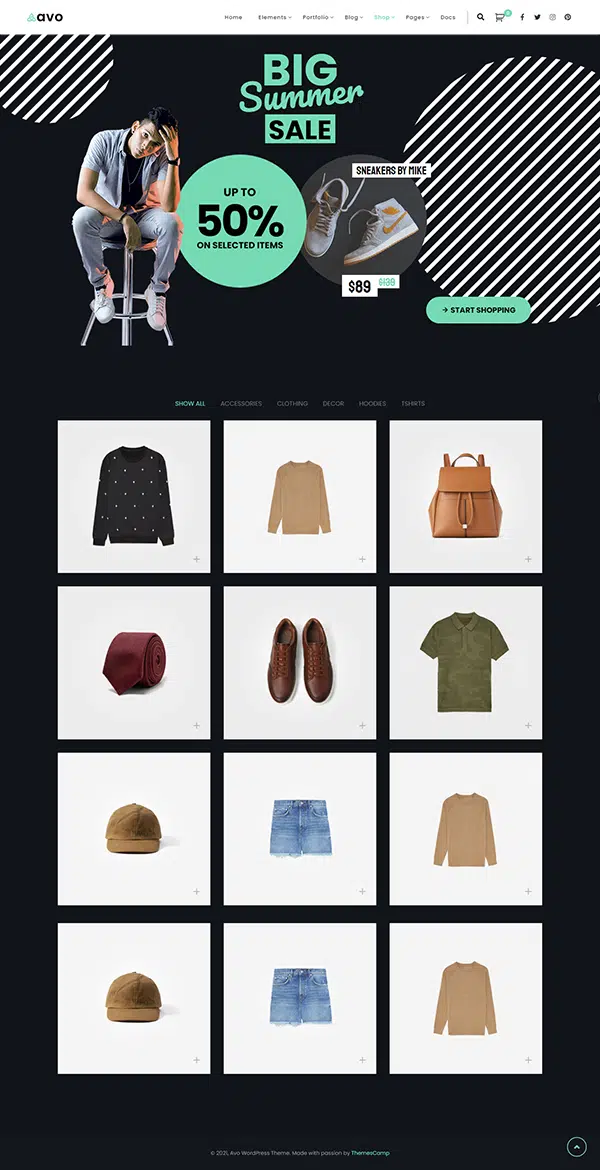 avo
Home Elements Portfolio Blog Shop Pages Docs
0
BIG
Summer
SALE
SNEAKERS BY MIKE
UP TO
50%
ON SELECTED ITEMS
$89 $130
→ START SHOPPING
SHOW ALL ACCESSORIES CLOTHING DECOR HOODIES TSHIRTS
© 2021, Avo WordPress Theme. Made with passion by ThemesCamp